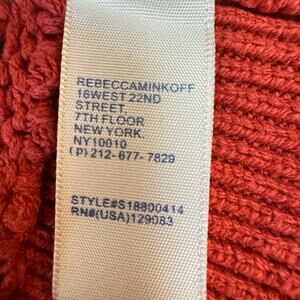 REBECCAMINKOFF
16WEST 22ND
STREET,
7TH FLOOR
NEW YORK,
NY10010
(P)212-677-7829
STYLE#S18800414
RN#(USA)129083